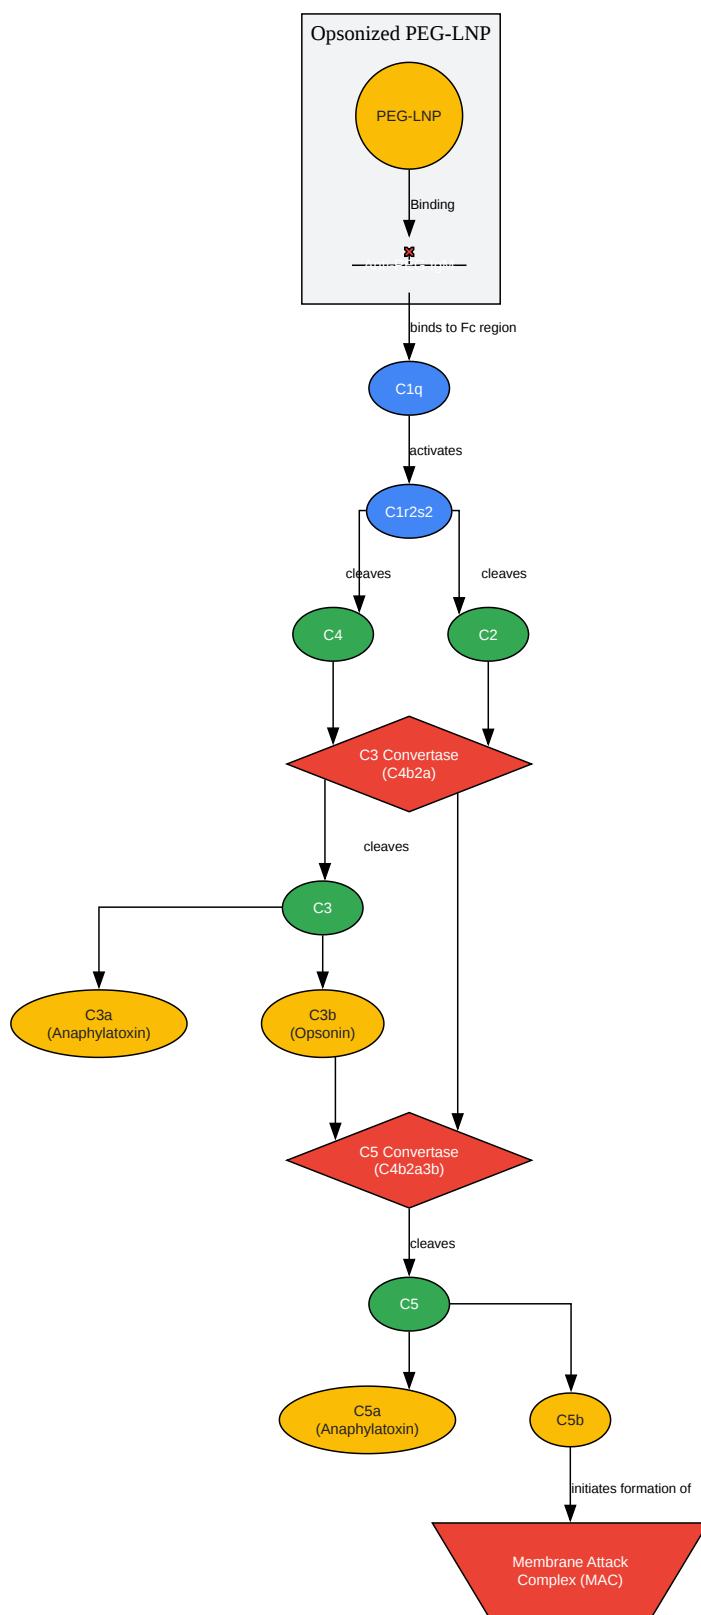 Opsonized PEG-LNP
PEG-LNP
Binding
binds to Fc region
C1q
activates
C1r2s2
cleaves
cleaves
C4
C2
C3 Convertase
(C4b2a)
cleaves
C3
C3a
(Anaphylatoxin)
C3b
(Opsonin)
C5 Convertase
(C4b2a3b)
cleaves
C5
C5a
(Anaphylatoxin)
C5b
initiates formation of
Membrane Attack
Complex (MAC)